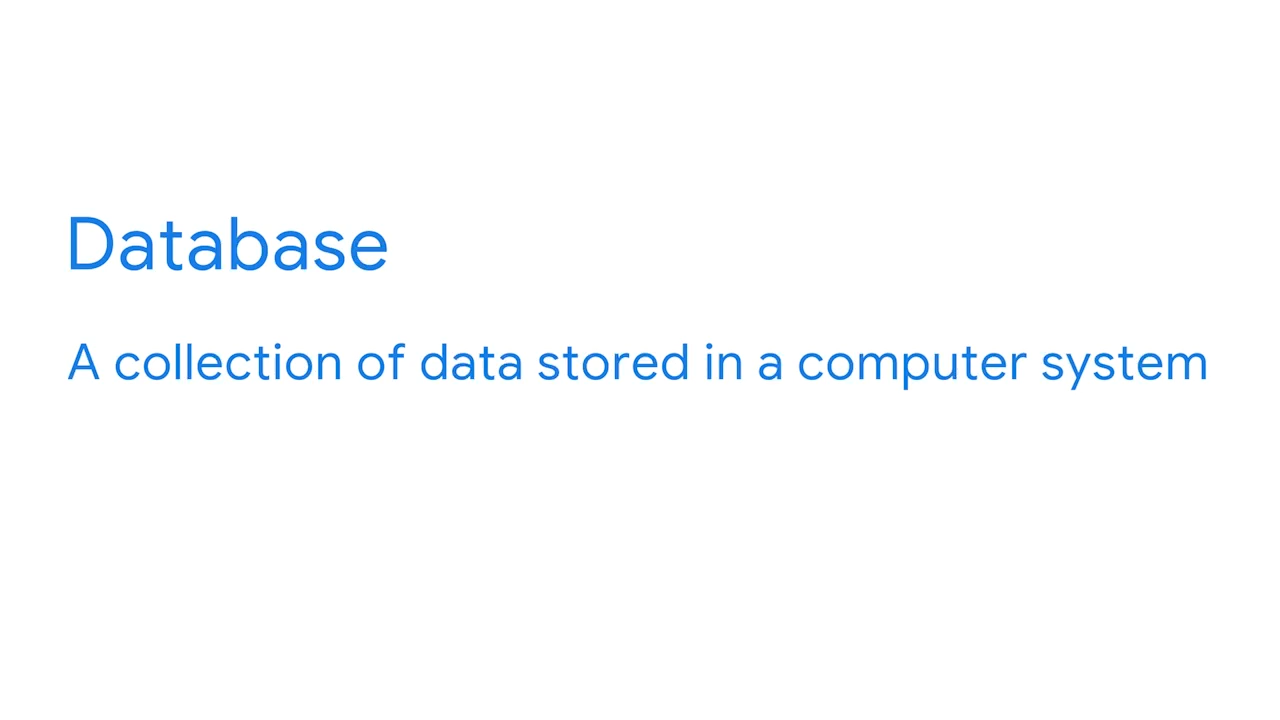 Database
A collection of data stored in a computer system